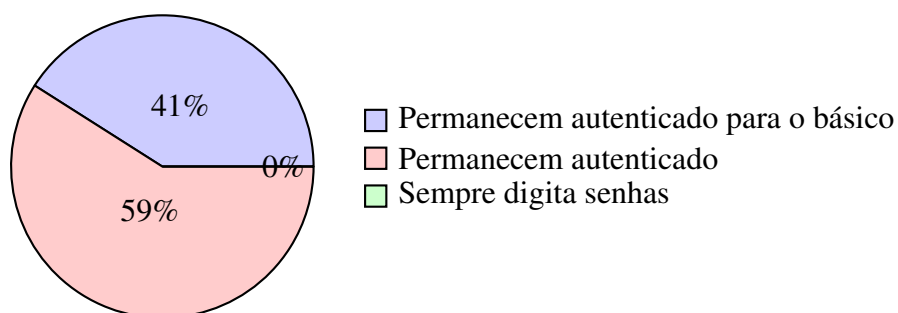 41%
0%
59%
Permanecem autenticado para o básico
Permanecem autenticado
Sempre digita senhas